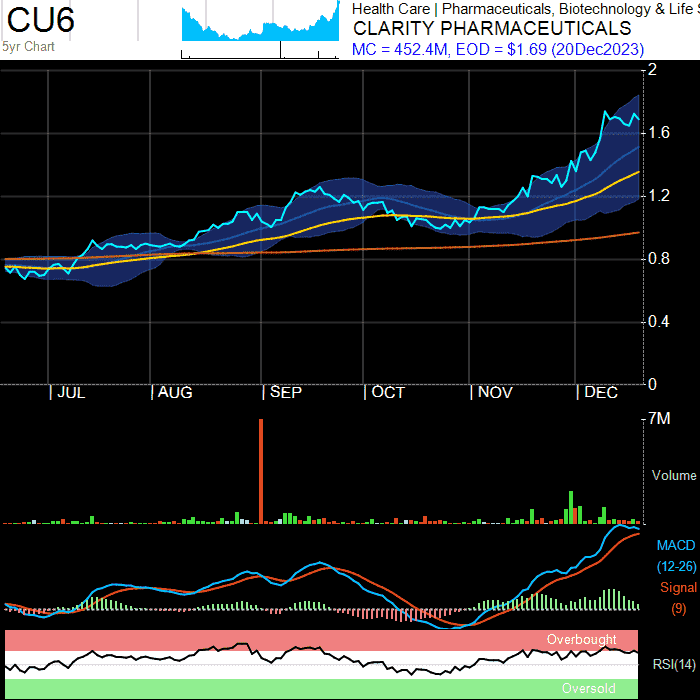 CU6
5yr Chart
Health Care | Pharmaceuticals, Biotechnology & Life
CLARITY PHARMACEUTICALS
MC = 452.4M, EOD = $1.69 (20Dec2023)
2
1.6
1.2
0.8
0.4
0
| JUL | AUG | SEP | OCT | NOV | DEC
7M
Volume
MACD
(12-26)
Signal
(9)
Overbought
RSI(14)
Oversold